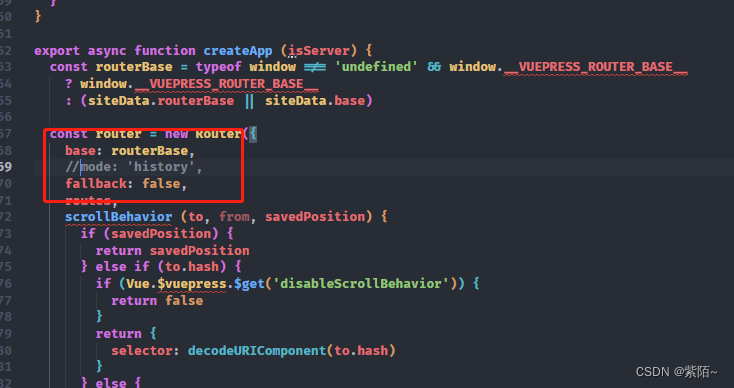 59 }
60 }
61
62 export async function createApp (isServer) {
63 const routerBase = typeof window !== 'undefined' && window.__VUEPRESS_ROUTER_BASE__
64 ? window.__VUEPRESS_ROUTER_BASE__
65 : (siteData.routerBase || siteData.base)
66
67 const router = new Router({
68 base: routerBase,
69 //mode: 'history',
70 fallback: false,
71 routes,
72 scrollBehavior (to, from, savedPosition) {
73 if (savedPosition) {
74 return savedPosition
75 } else if (to.hash) {
76 if (Vue.$vuepress.$get('disableScrollBehavior')) {
77 return false
78 }
79 return {
80 selector: decodeURIComponent(to.hash)
81 }
82 } else {
CSDN @紫陌~